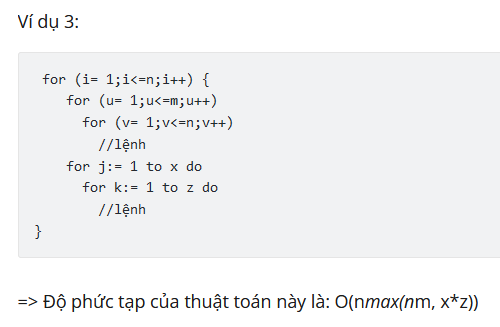 Ví dụ 3:
for (i= 1;i<=n;i++) {
for (u= 1;u<=m;u++)
for (v= 1;v<=n;v++)
//lệnh
for j:= 1 to x do
for k:= 1 to z do
//lệnh
}
=> Độ phức tạp của thuật toán này là: O(nmax(nm, x*z))